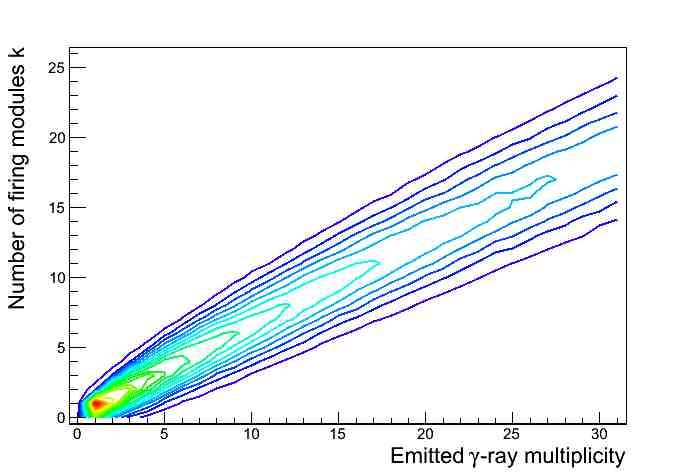 Number of firing modules k
25
20
15
10
5
0
0 5 10 15 20 25 30
Emitted γ-ray multiplicity